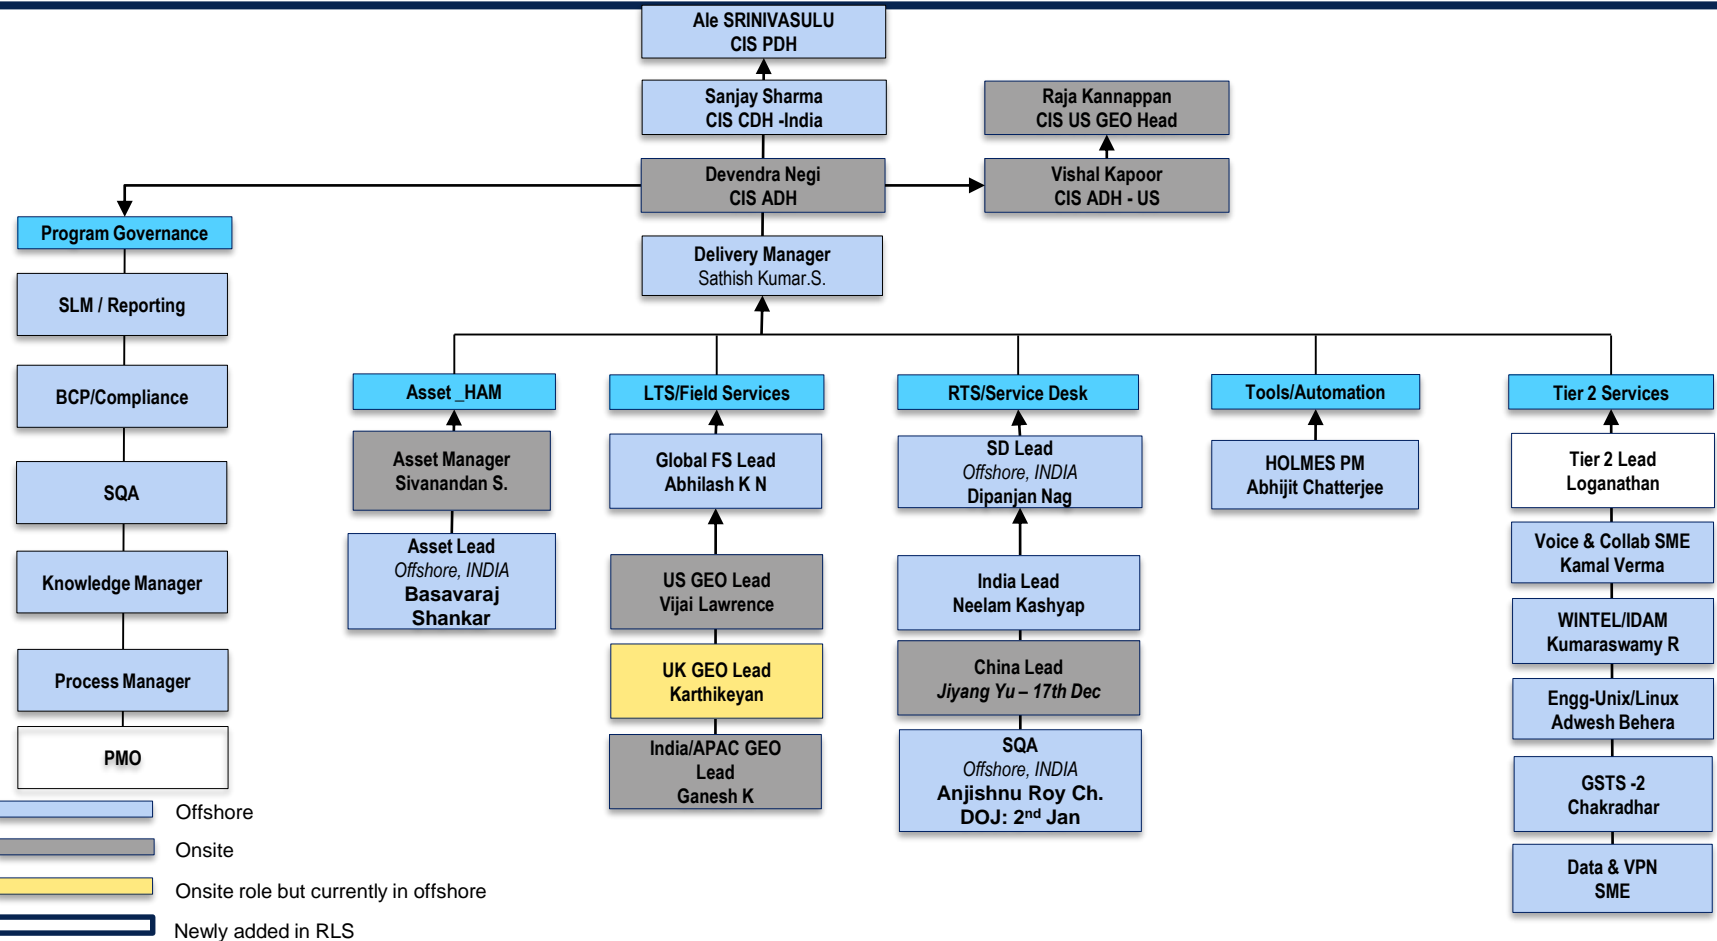 Ale SRINIVASULU
CIS PDH
Sanjay Sharma
CIS CDH -India
Raja Kannappan
CIS US GEO Head
Devendra Negi
CIS ADH
Vishal Kapoor
CIS ADH - US
Program Governance
Delivery Manager
Sathish Kumar.S.
SLM / Reporting
BCP/Compliance
SQA
Knowledge Manager
Process Manager
PMO
Asset _HAM
Asset Manager
Sivanandan S.
Asset Lead
Offshore, INDIA
Basavaraj
Shankar
LTS/Field Services
Global FS Lead
Abhilash K N
US GEO Lead
Vijai Lawrence
UK GEO Lead
Karthikeyan
India/APAC GEO
Lead
Ganesh K
RTS/Service Desk
SD Lead
Offshore, INDIA
Dipanjan Nag
India Lead
Neelam Kashyap
China Lead
Jiyang Yu – 17th Dec
SQA
Offshore, INDIA
Anjishnu Roy Ch.
DOJ: 2nd Jan
Tools/Automation
HOLMES PM
Abhijit Chatterjee
Tier 2 Services
Tier 2 Lead
Loganathan
Voice & Collab SME
Kamal Verma
WINTEL/IDAM
Kumaraswamy R
Engg-Unix/Linux
Adwesh Behera
GSTS -2
Chakradhar
Data & VPN
SME
Offshore
Onsite
Onsite role but currently in offshore
Newly added in RLS